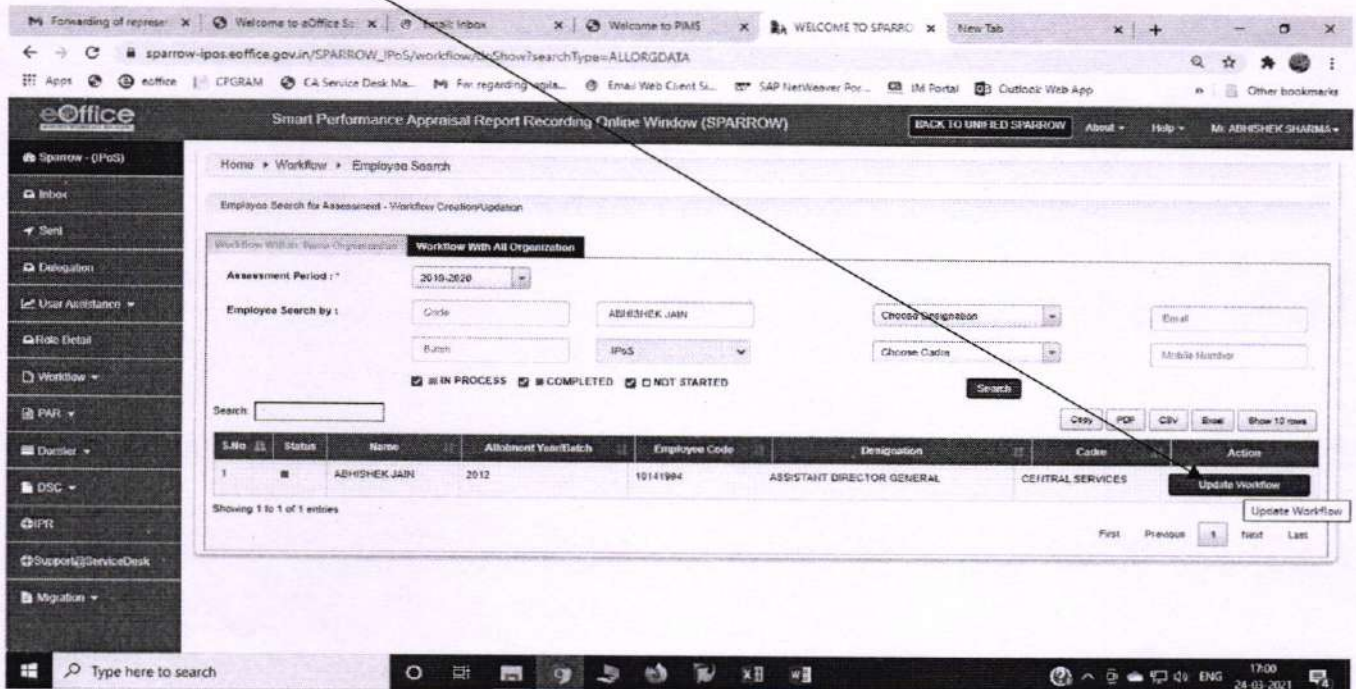 Forwarding of represe Welcome to eOffice Se Email: Inbox Welcome to PIMS WELCOME TO SPARRO New Tab
sparrow-ipos.eoffice.gov.in/SPARROW_IPoS/workflow/doShow?searchType=ALLORGDATA
Apps eoffice CPGRAM CA Service Desk Ma... For regarding Email Web Client Si... SAP NetWeaver Por... IM Portal Outlook Web App Other bookmarks
eOffice Smart Performance Appraisal Report Recording Online Window (SPARROW) BACK TO UNIFIED SPARROW About Help Mr. ABHISHEK SHARMA
Sparrow - (IPoS)
Inbox
Sent
Delegation
User Assistance
Role Detail
Workflow
PAR
Dossier
DSC
IPR
Support@ServiceDesk
Migration
Home Workflow Employee Search
Employee Search for Assessment - Workflow Creation/Updation
Workflow Within Same Organization Workflow With All Organization
Assessment Period : * 2019-2020
Employee Search by : Code ABHISHEK JAIN Choose Designation Email
Batch IPoS Choose Cadre Mobile Number
IN PROCESS COMPLETED NOT STARTED Search
Search: Copy PDF CSV Excel Show 10 rows
S.No Status Name Allotment Year/Batch Employee Code Designation Cadre Action
1 ABHISHEK JAIN 2012 10141994 ASSISTANT DIRECTOR GENERAL CENTRAL SERVICES Update Workflow
Showing 1 to 1 of 1 entries Update Workflow
First Previous 1 Next Last
Type here to search ENG 17:00
24-03-2021